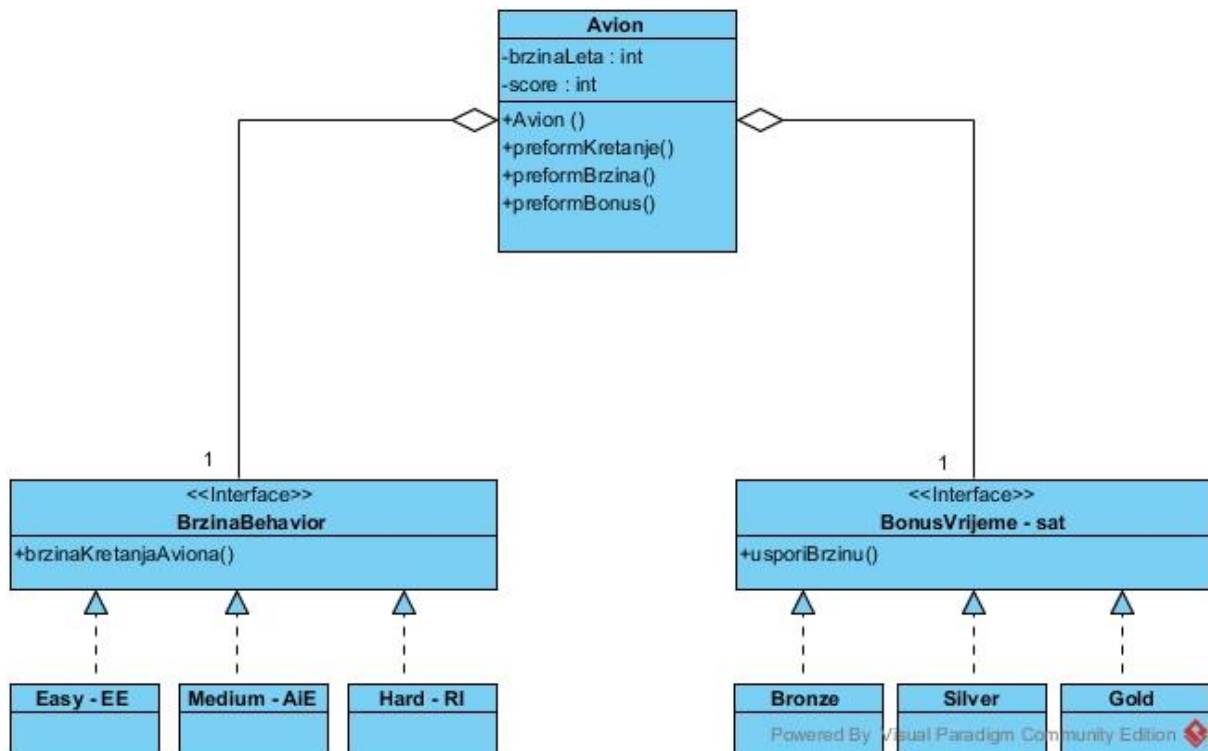 Avion
-brzinaLeta : int
-score : int
+Avion ()
+preformKretanje()
+preformBrzina()
+preformBonus()
1
<<Interface>>
BrzinaBehavior
+brzinaKretanjaAviona()
Easy - EE
Medium - AiE
Hard - RI
1
<<Interface>>
BonusVrijeme - sat
+usporiBrzinu()
Bronze
Silver
Gold
Powered By Visual Paradigm Community Edition